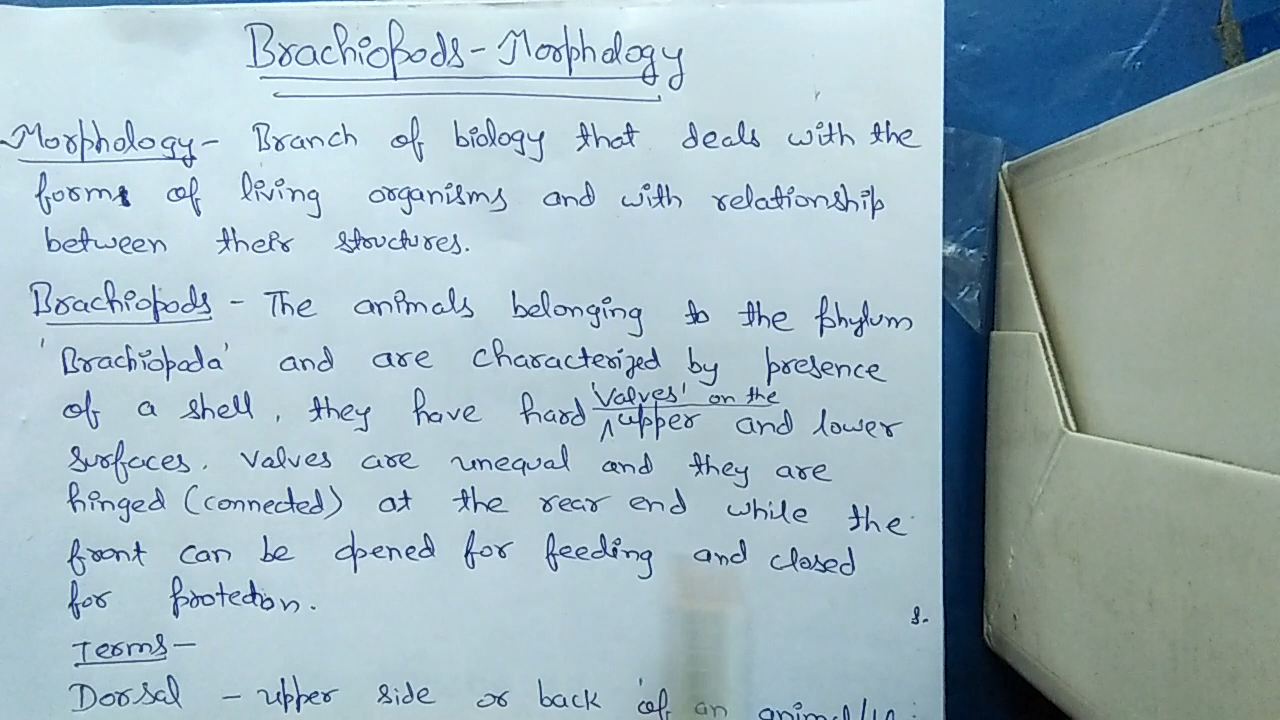 Brachiopods - Morphology
Morphology - Branch of biology that deals with the
form of living organisms and with relationship
between their structures.
Brachiopods - The animals belonging to the phylum
'Brachiopoda' and are characterized by presence
of a shell, they have hard 'valves' on the upper and lower
surfaces. Valves are unequal and they are
hinged (connected) at the rear end while the
front can be opened for feeding and closed
for protection.
Terms -
Dorsal - upper side or back of an